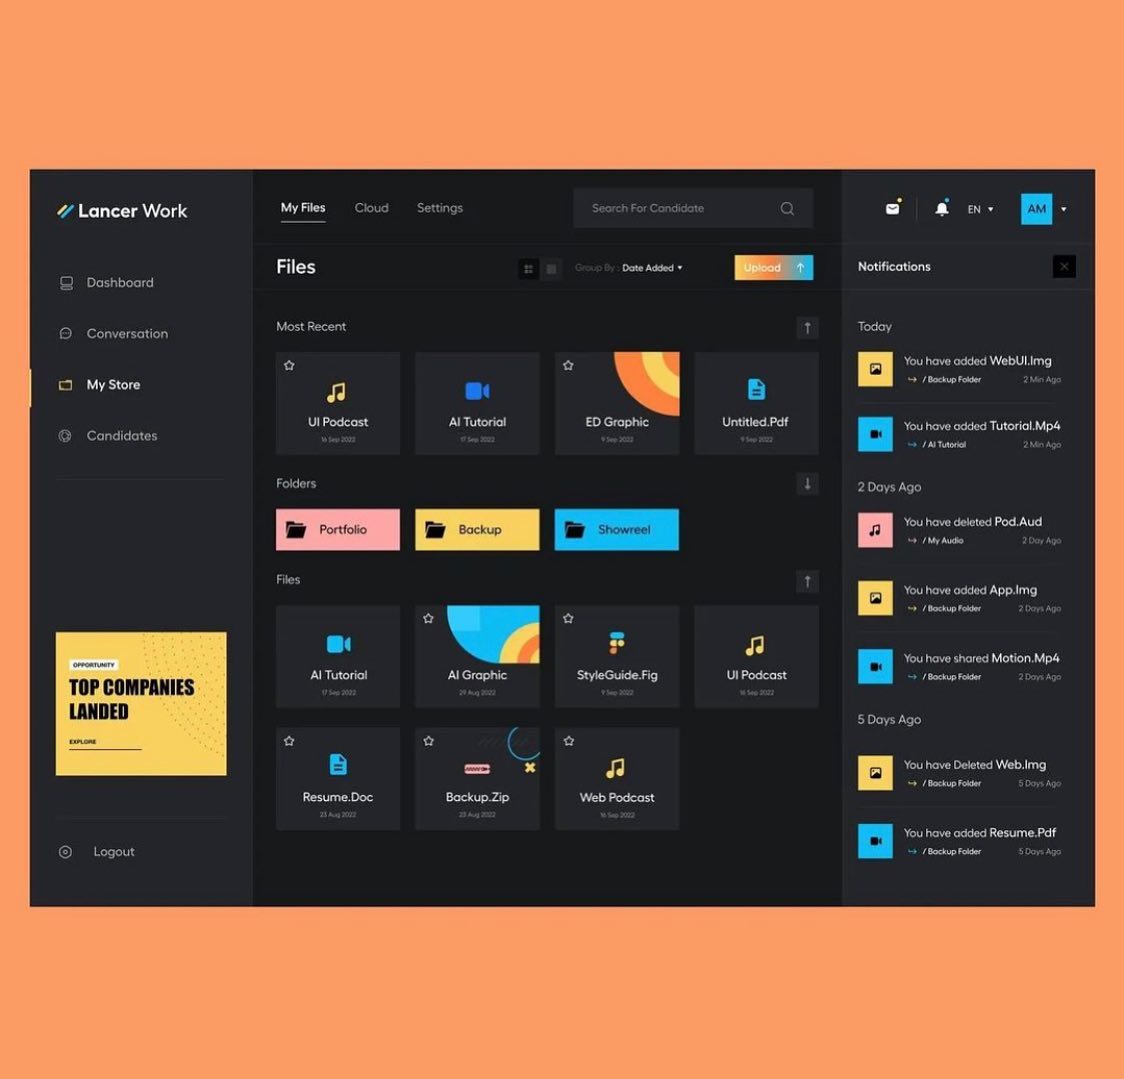 Lancer Work
Dashboard
Conversation
My Store
Candidates
OPPORTUNITY
TOP COMPANIES
LANDED
EXPLORE
Logout
My Files Cloud Settings
Search For Candidate
Files
Group By : Date Added
Upload
Most Recent
UI Podcast
16 Sep 2022
AI Tutorial
17 Sep 2022
ED Graphic
9 Sep 2022
Untitled.Pdf
9 Sep 2022
Folders
Portfolio
Backup
Showreel
Files
AI Tutorial
17 Sep 2022
AI Graphic
29 Aug 2022
StyleGuide.Fig
9 Sep 2022
UI Podcast
16 Sep 2022
Resume.Doc
23 Aug 2022
Backup.Zip
23 Aug 2022
Web Podcast
16 Sep 2022
EN
AM
Notifications
Today
You have added WebUI.Img
/ Backup Folder 2 Min Ago
You have added Tutorial.Mp4
/ AI Tutorial 2 Min Ago
2 Days Ago
You have deleted Pod.Aud
/ My Audio 2 Day Ago
You have added App.Img
/ Backup Folder 2 Days Ago
You have shared Motion.Mp4
/ Backup Folder 2 Days Ago
5 Days Ago
You have Deleted Web.Img
/ Backup Folder 5 Days Ago
You have added Resume.Pdf
/ Backup Folder 5 Days Ago